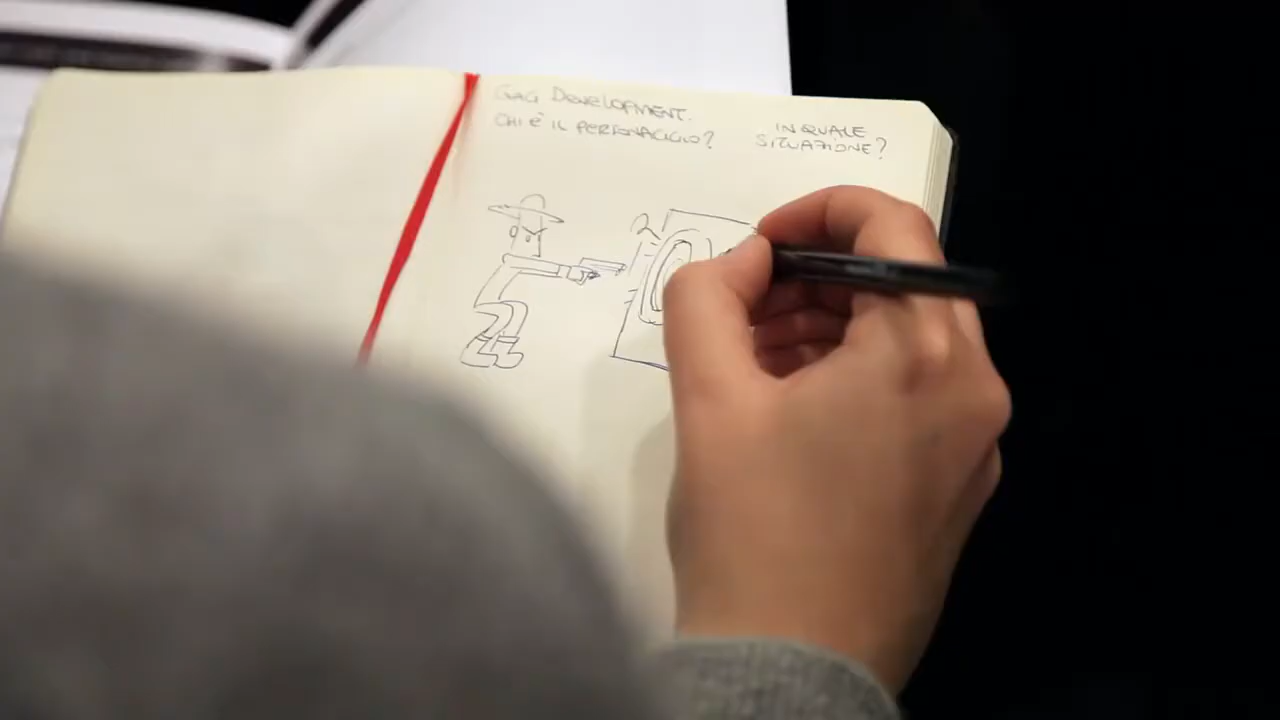 GAG DEVELOPMENT.
CHI È IL PERSONAGGIO?
IN QUALE
SITUAZIONE?